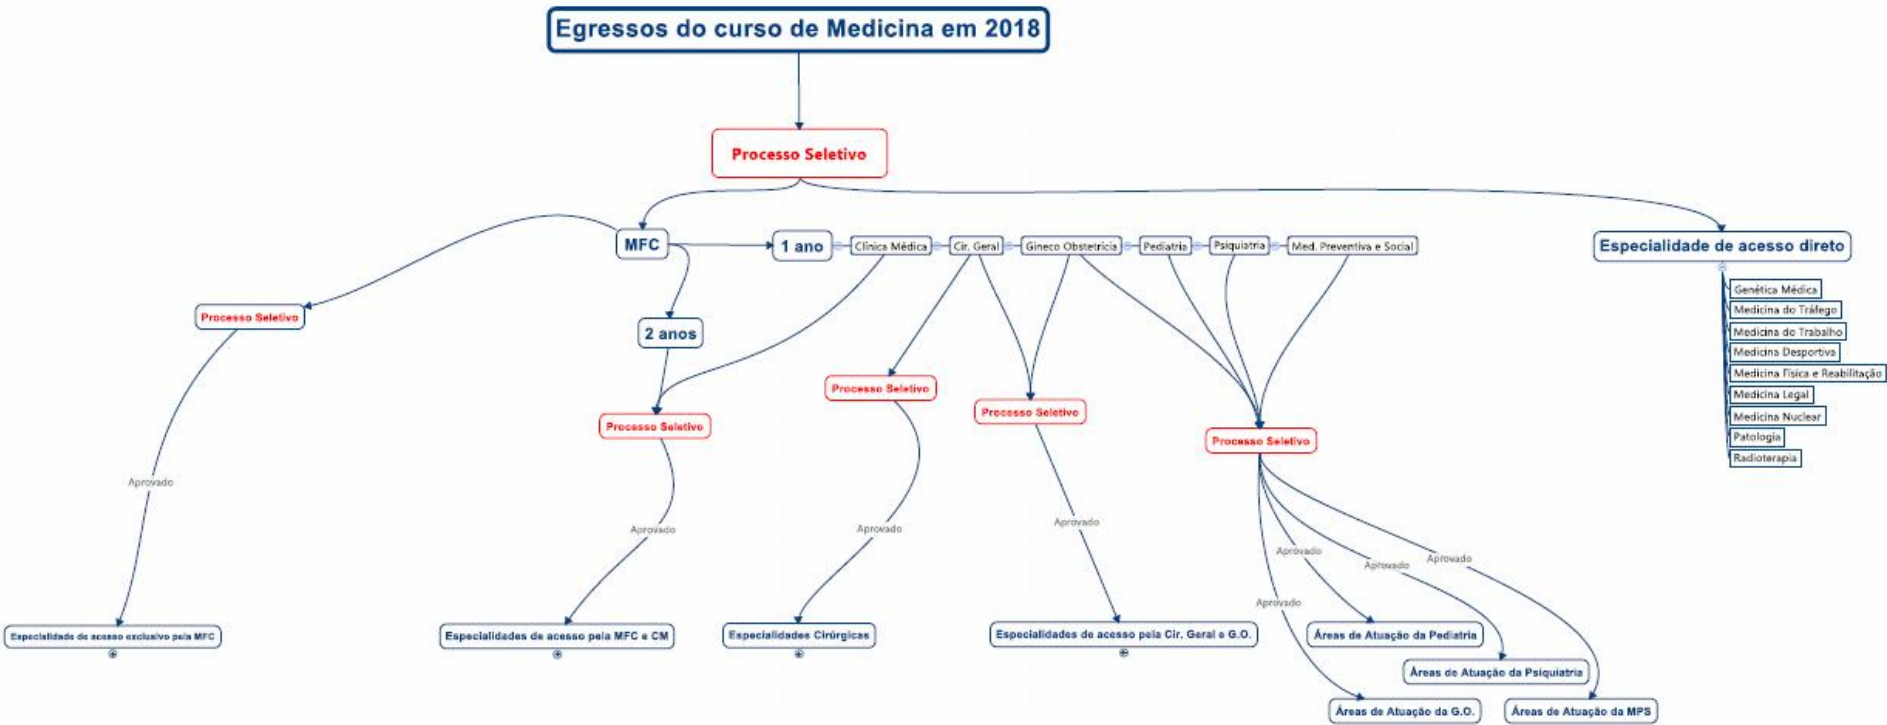 Egressos do curso de Medicina em 2018
Processo Seletivo
MFC
1 ano
Clínica Médica
Cir. Geral
Gineco Obstetrícia
Pediatria
Psiquiatria
Med. Preventiva e Social
Especialidade de acesso direto
Genética Médica
Medicina do Tráfego
Medicina do Trabalho
Medicina Desportiva
Medicina Física e Reabilitação
Medicina Legal
Medicina Nuclear
Patologia
Radioterapia
Processo Seletivo
2 anos
Processo Seletivo
Processo Seletivo
Processo Seletivo
Processo Seletivo
Aprovado
Aprovado
Aprovado
Aprovado
Aprovado
Aprovado
Aprovado
Aprovado
Especialidade de acesso exclusivo pela MFC
Especialidades de acesso pela MFC e CM
Especialidades Cirúrgicas
Especialidades de acesso pela Cir. Geral e G.O.
Áreas de Atuação da Pediatria
Áreas de Atuação da Psiquiatria
Áreas de Atuação da G.O.
Áreas de Atuação da MPS